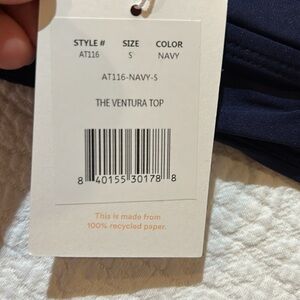 STYLE # SIZE COLOR
AT116 S NAVY
AT116-NAVY-S
THE VENTURA TOP
8 40155 30178 8
This is made from
100% recycled paper.